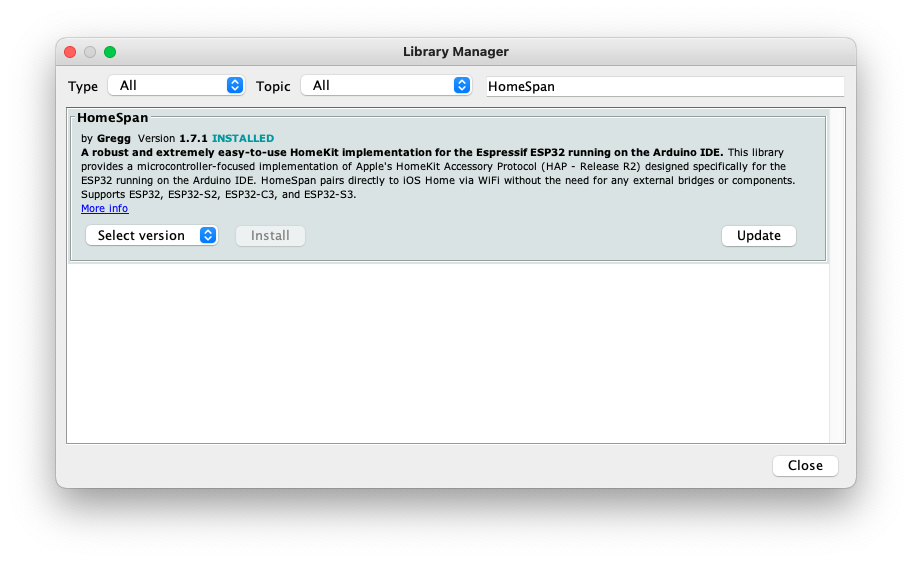 Library Manager
Type All Topic All HomeSpan
HomeSpan
by Gregg Version 1.7.1 INSTALLED
A robust and extremely easy-to-use HomeKit implementation for the Espressif ESP32 running on the Arduino IDE. This library
provides a microcontroller-focused implementation of Apple's HomeKit Accessory Protocol (HAP - Release R2) designed specifically for the
ESP32 running on the Arduino IDE. HomeSpan pairs directly to iOS Home via WiFi without the need for any external bridges or components.
Supports ESP32, ESP32-S2, ESP32-C3, and ESP32-S3.
More info
Select version Install Update
Close